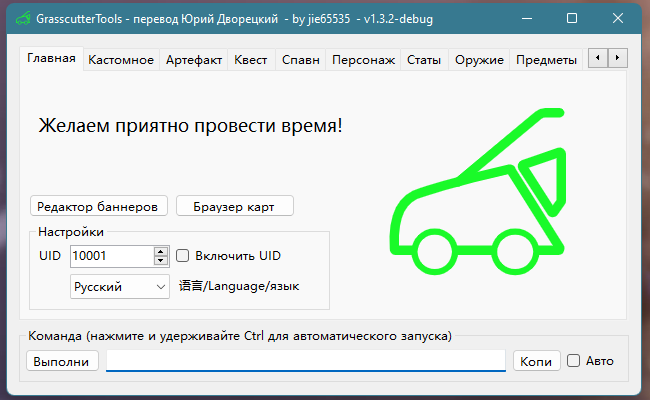 GrasscutterTools - перевод Юрий Дворецкий - by jie65535 - v1.3.2-debug
Главная Кастомное Артефакт Квест Спавн Персонаж Статы Оружие Предметы
Желаем приятно провести время!
Редактор баннеров Браузер карт
Настройки
UID 10001 Включить UID
Русский 语言/Language/язык
Команда (нажмите и удерживайте Ctrl для автоматического запуска)
Выполни Копи Авто